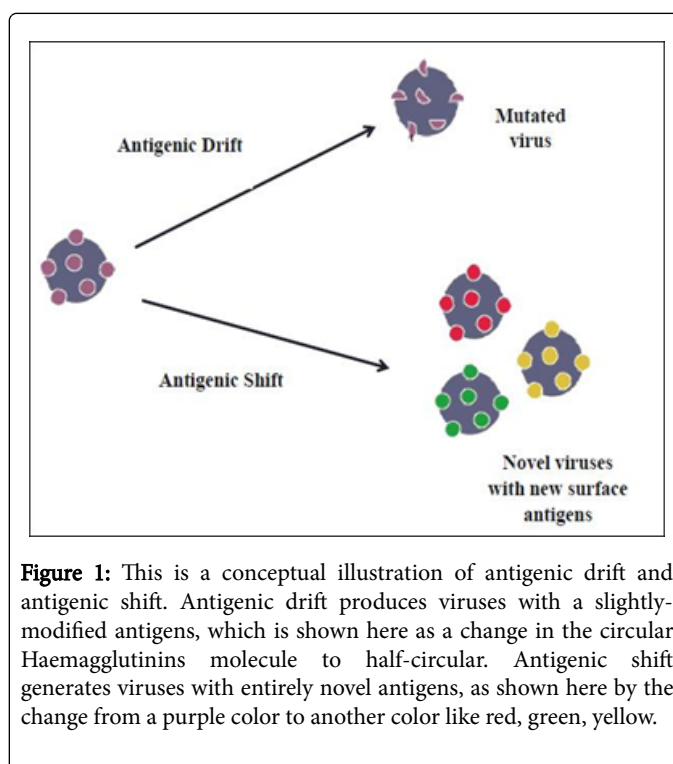 Antigenic Drift
Mutated
virus
Antigenic Shift
Novel viruses
with new surface
antigens
Figure 1: This is a conceptual illustration of antigenic drift and
antigenic shift. Antigenic drift produces viruses with a slightly-
modified antigens, which is shown here as a change in the circular
Haemagglutinins molecule to half-circular. Antigenic shift
generates viruses with entirely novel antigens, as shown here by the
change from a purple color to another color like red, green, yellow.